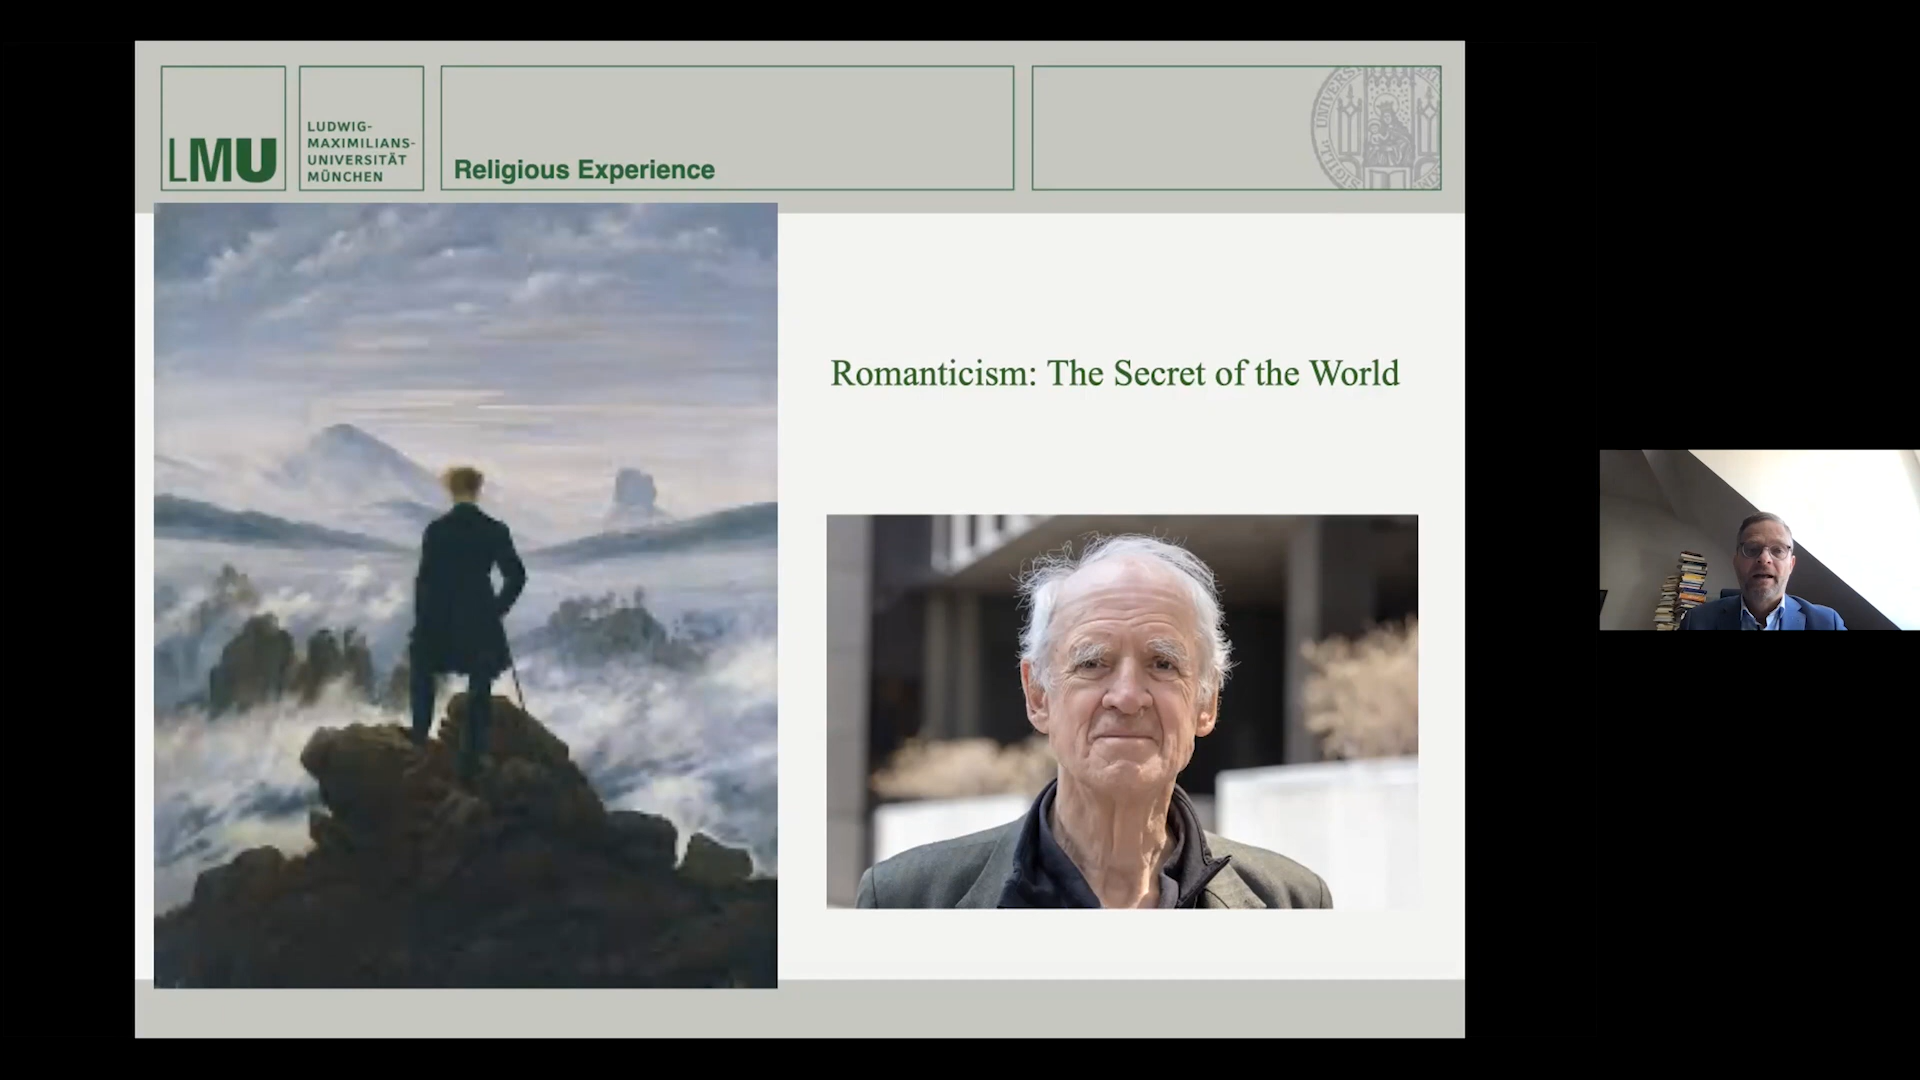 LMU
LUDWIG-
MAXIMILIANS-
UNIVERSITÄT
MÜNCHEN
Religious Experience
Romanticism: The Secret of the World